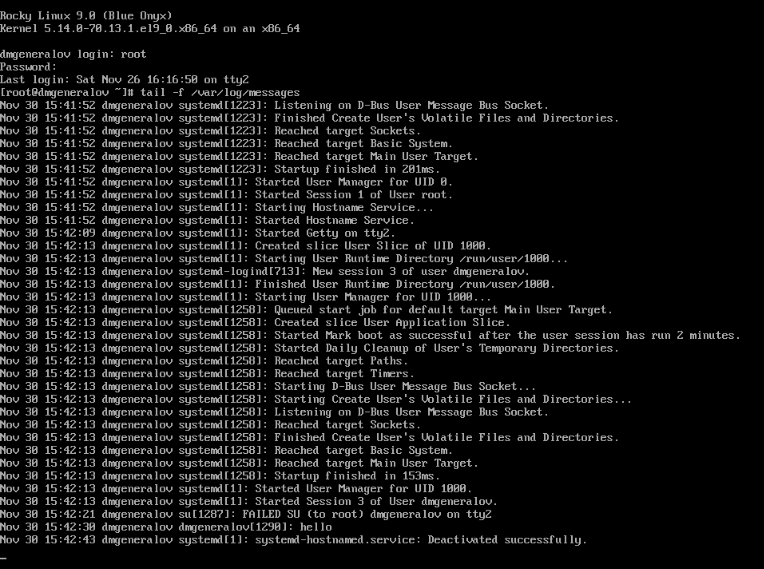 Rocky Linux 9.0 (Blue Onyx)
Kernel 5.14.0-70.13.1.el9_0.x86_64 on an x86_64
dmgeneralov login: root
Password:
Last login: Sat Nov 26 16:16:50 on tty2
[root@dmgeneralov ~]# tail -f /var/log/messages
Nov 30 15:41:52 dmgeneralov systemd[1223]: Listening on D-Bus User Message Bus Socket.
Nov 30 15:41:52 dmgeneralov systemd[1223]: Finished Create User's Volatile Files and Directories.
Nov 30 15:41:52 dmgeneralov systemd[1223]: Reached target Sockets.
Nov 30 15:41:52 dmgeneralov systemd[1223]: Reached target Basic System.
Nov 30 15:41:52 dmgeneralov systemd[1223]: Reached target Main User Target.
Nov 30 15:41:52 dmgeneralov systemd[1223]: Startup finished in 201ms.
Nov 30 15:41:52 dmgeneralov systemd[1]: Started User Manager for UID 0.
Nov 30 15:41:52 dmgeneralov systemd[1]: Started Session 1 of User root.
Nov 30 15:41:52 dmgeneralov systemd[1]: Starting Hostname Service...
Nov 30 15:41:52 dmgeneralov systemd[1]: Started Hostname Service.
Nov 30 15:42:09 dmgeneralov systemd[1]: Started Getty on tty2.
Nov 30 15:42:13 dmgeneralov systemd[1]: Created slice User Slice of UID 1000.
Nov 30 15:42:13 dmgeneralov systemd[1]: Starting User Runtime Directory /run/user/1000...
Nov 30 15:42:13 dmgeneralov systemd-logind[713]: New session 3 of user dmgeneralov.
Nov 30 15:42:13 dmgeneralov systemd[1]: Finished User Runtime Directory /run/user/1000.
Nov 30 15:42:13 dmgeneralov systemd[1]: Starting User Manager for UID 1000...
Nov 30 15:42:13 dmgeneralov systemd[1258]: Queued start job for default target Main User Target.
Nov 30 15:42:13 dmgeneralov systemd[1258]: Created slice User Application Slice.
Nov 30 15:42:13 dmgeneralov systemd[1258]: Started Mark boot as successful after the user session has run 2 minutes.
Nov 30 15:42:13 dmgeneralov systemd[1258]: Started Daily Cleanup of User's Temporary Directories.
Nov 30 15:42:13 dmgeneralov systemd[1258]: Reached target Paths.
Nov 30 15:42:13 dmgeneralov systemd[1258]: Reached target Timers.
Nov 30 15:42:13 dmgeneralov systemd[1258]: Starting D-Bus User Message Bus Socket...
Nov 30 15:42:13 dmgeneralov systemd[1258]: Starting Create User's Volatile Files and Directories...
Nov 30 15:42:13 dmgeneralov systemd[1258]: Listening on D-Bus User Message Bus Socket.
Nov 30 15:42:13 dmgeneralov systemd[1258]: Reached target Sockets.
Nov 30 15:42:13 dmgeneralov systemd[1258]: Finished Create User's Volatile Files and Directories.
Nov 30 15:42:13 dmgeneralov systemd[1258]: Reached target Basic System.
Nov 30 15:42:13 dmgeneralov systemd[1258]: Reached target Main User Target.
Nov 30 15:42:13 dmgeneralov systemd[1258]: Startup finished in 153ms.
Nov 30 15:42:13 dmgeneralov systemd[1]: Started User Manager for UID 1000.
Nov 30 15:42:13 dmgeneralov systemd[1]: Started Session 3 of User dmgeneralov.
Nov 30 15:42:21 dmgeneralov su[1287]: FAILED SU (to root) dmgeneralov on tty2
Nov 30 15:42:30 dmgeneralov dmgeneralov[1290]: hello
Nov 30 15:42:43 dmgeneralov systemd[1]: systemd-hostnamed.service: Deactivated successfully.